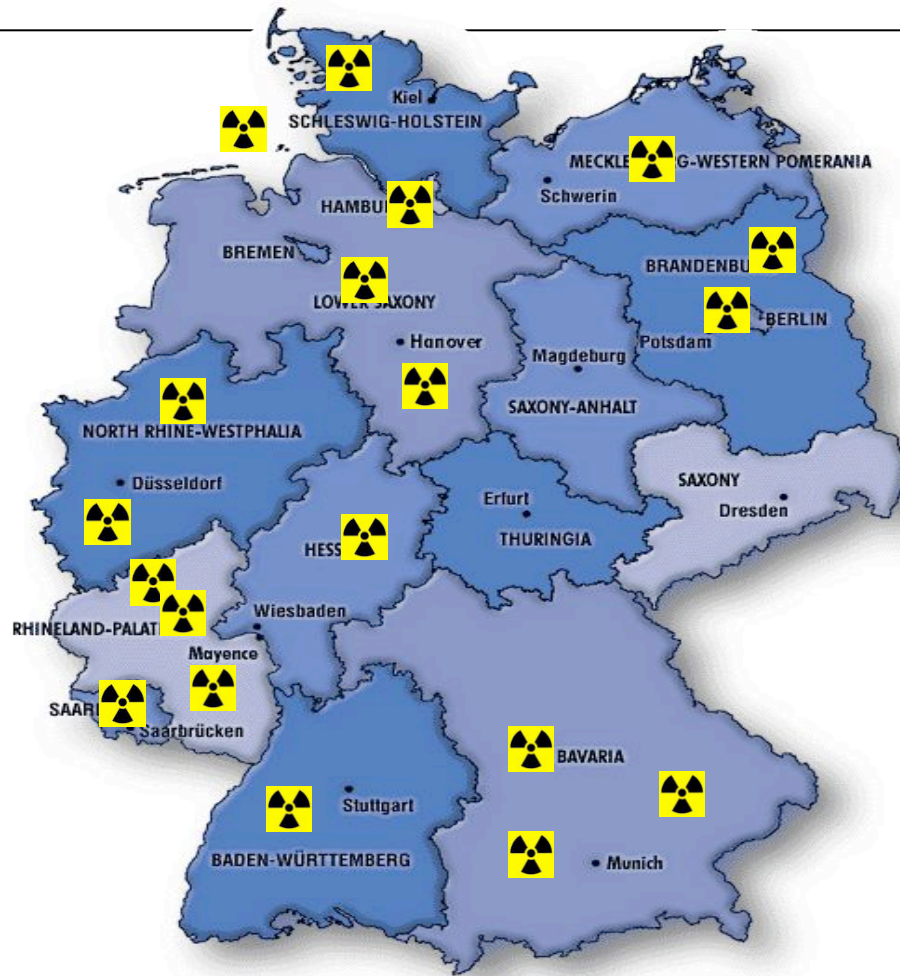 Kiel
SCHLESWIG-HOLSTEIN
MECKLE G-WESTERN POMERANIA
Schwerin
HAMBU
BREMEN
BRANDENBU
LOWER SAXONY
BERLIN
Hanover
Potsdam
Magdeburg
SAXONY-ANHALT
NORTH RHINE-WESTPHALIA
Düsseldorf
SAXONY
Erfurt
Dresden
THURINGIA
HESS
Wiesbaden
RHINELAND-PALAT
Mayence
SAAR
Saarbrücken
BAVARIA
Stuttgart
BADEN-WÜRTTEMBERG
Munich